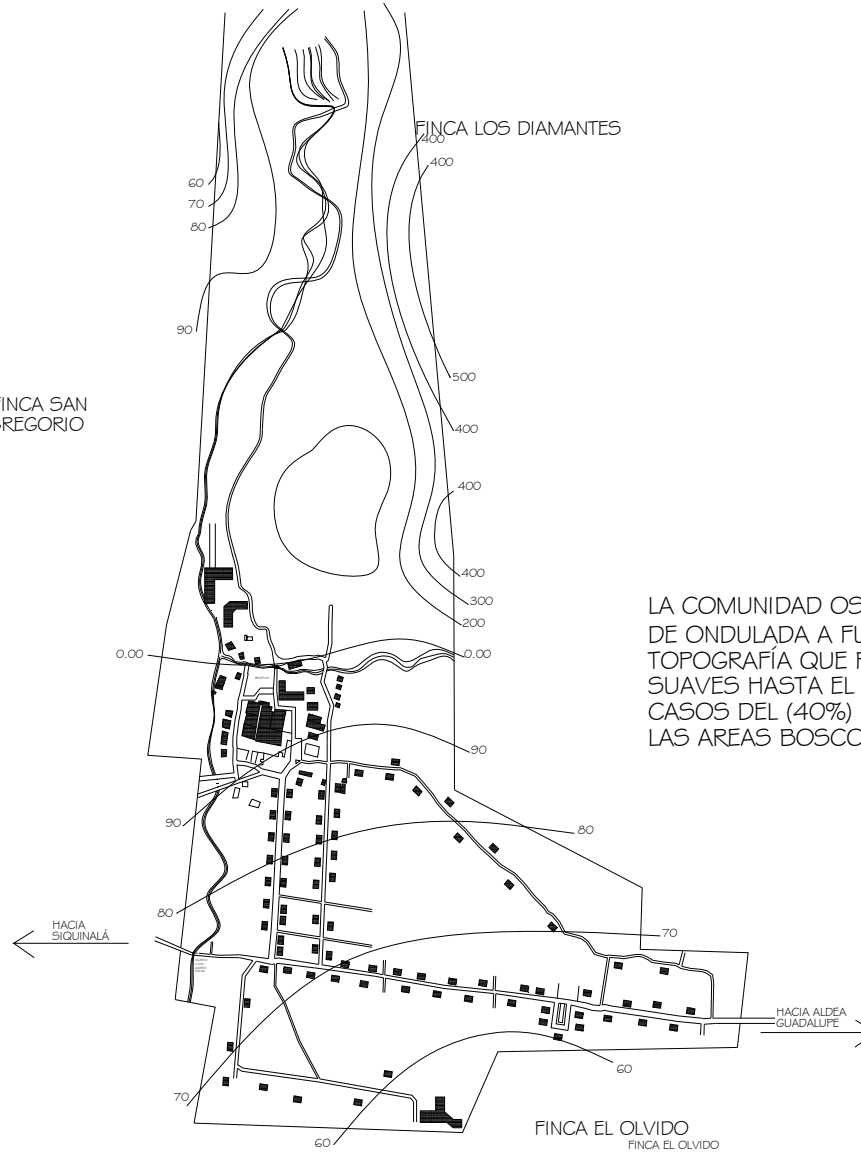 FINCA LOS DIAMANTES
400
400
60
70
80
90
500
FINCA SAN
GREGORIO
400
400
400
300
200
0.00
0.00
LA COMUNIDAD OS
DE ONDULADA A FU
TOPOGRAFÍA QUE F
SUAVES HASTA EL
CASOS DEL (40%)
LAS AREAS BOSCO
90
90
80
80
HACIA
SIQUINALÁ
70
HACIA ALDEA
GUADALUPE
60
70
60
FINCA EL OLVIDO
FINCA EL OLVIDO